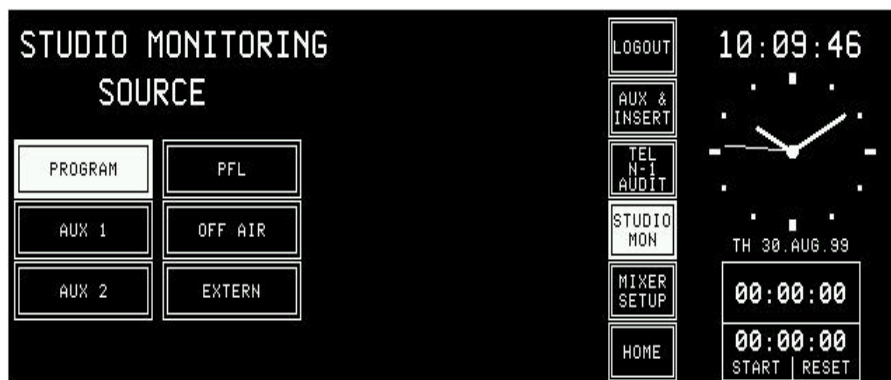 STUDIO MONITORING
SOURCE
PROGRAM
PFL
AUX 1
OFF AIR
AUX 2
EXTERN
LOGOUT
AUX &
INSERT
TEL
N-1
AUDIT
STUDIO
MON
MIXER
SETUP
HOME
10:09:46
TH 30.AUG.99
00:00:00
00:00:00
START | RESET